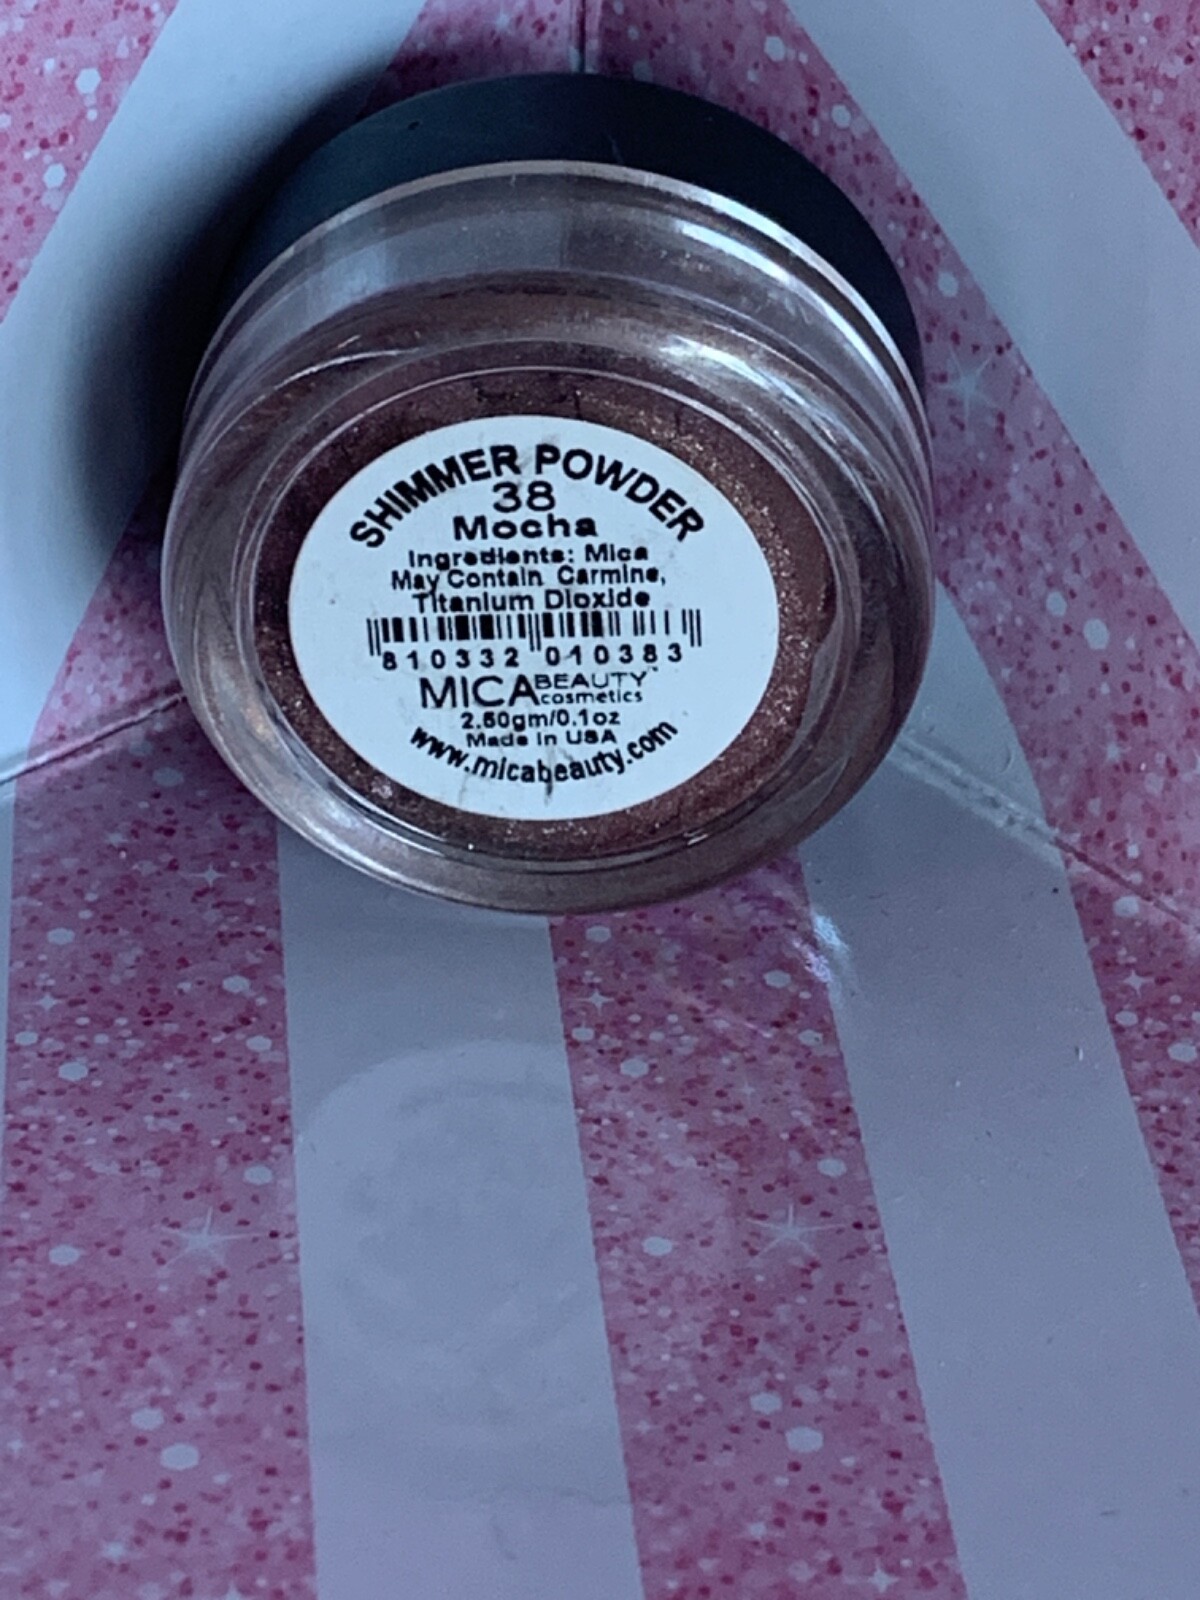 SHIMMER POWDER
38
Mocha
Ingredients: Mica
May Contain Carmine,
Titanium Dioxide
810332 010383
MICA BEAUTY™
cosmetics
2.50gm/0.1oz
Made in USA
www.micabeauty.com